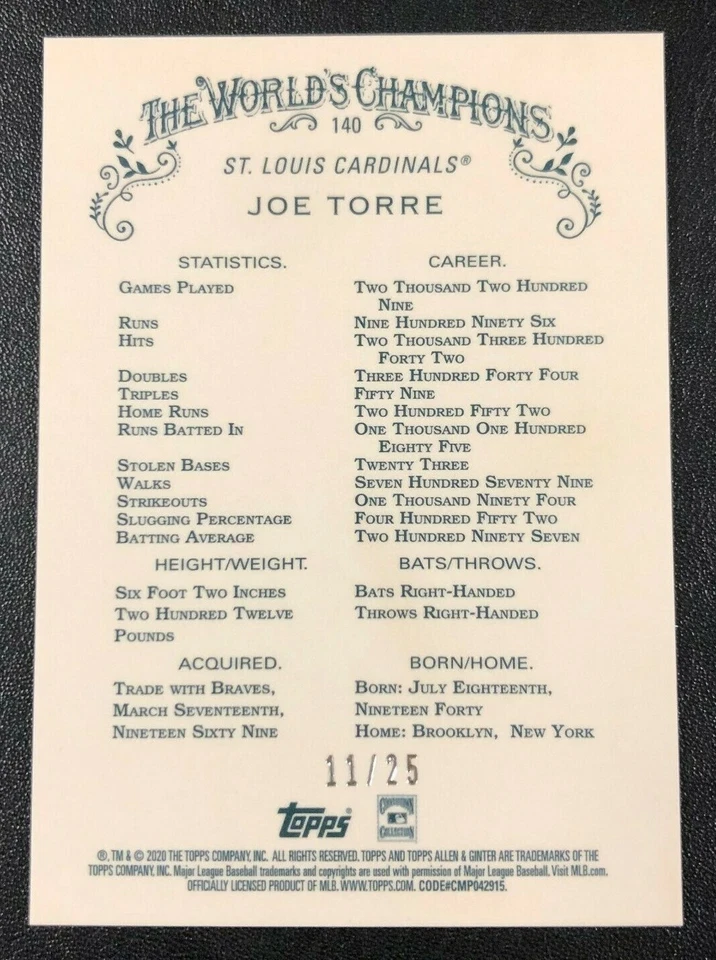 THE WORLD'S CHAMPIONS
140
ST. LOUIS CARDINALS®
JOE TORRE
STATISTICS. CAREER.
GAMES PLAYED TWO THOUSAND TWO HUNDRED
NINE
RUNS NINE HUNDRED NINETY SIX
HITS TWO THOUSAND THREE HUNDRED
FORTY TWO
DOUBLES THREE HUNDRED FORTY FOUR
TRIPLES FIFTY NINE
HOME RUNS TWO HUNDRED FIFTY TWO
RUNS BATTED IN ONE THOUSAND ONE HUNDRED
EIGHTY FIVE
STOLEN BASES TWENTY THREE
WALKS SEVEN HUNDRED SEVENTY NINE
STRIKEOUTS ONE THOUSAND NINETY FOUR
SLUGGING PERCENTAGE FOUR HUNDRED FIFTY TWO
BATTING AVERAGE TWO HUNDRED NINETY SEVEN
HEIGHT/WEIGHT. BATS/THROWS.
SIX FOOT TWO INCHES BATS RIGHT-HANDED
TWO HUNDRED TWELVE THROWS RIGHT-HANDED
POUNDS
ACQUIRED. BORN/HOME.
TRADE WITH BRAVES, BORN: JULY EIGHTEENTH,
MARCH SEVENTEENTH, NINETEEN FORTY
NINETEEN SIXTY NINE HOME: BROOKLYN, NEW YORK
11/25
topps® COOPERSTOWN
COLLECTION
®, TM & © 2020 THE TOPPS COMPANY, INC. ALL RIGHTS RESERVED. TOPPS AND TOPPS ALLEN & GINTER ARE TRADEMARKS OF THE
TOPPS COMPANY, INC. Major League Baseball trademarks and copyrights are used with permission of Major League Baseball. Visit MLB.com.
OFFICIALLY LICENSED PRODUCT OF MLB. WWW.TOPPS.COM. CODE#CMP042915.